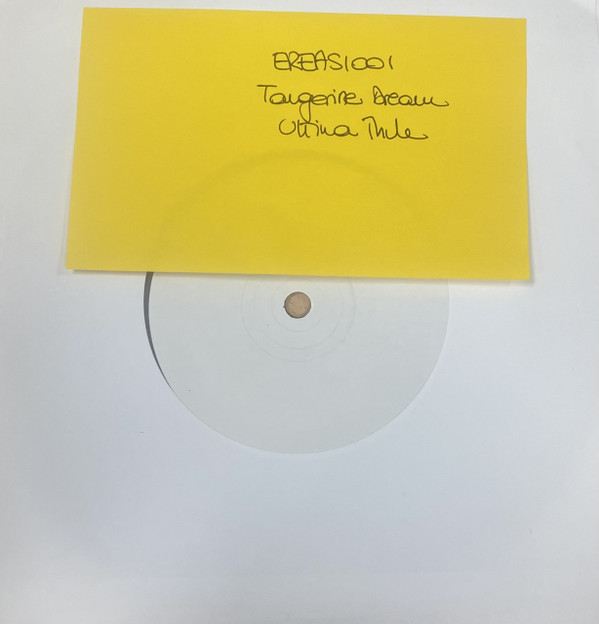 EREAS1001
Tangerine Dream
Ultima Thule